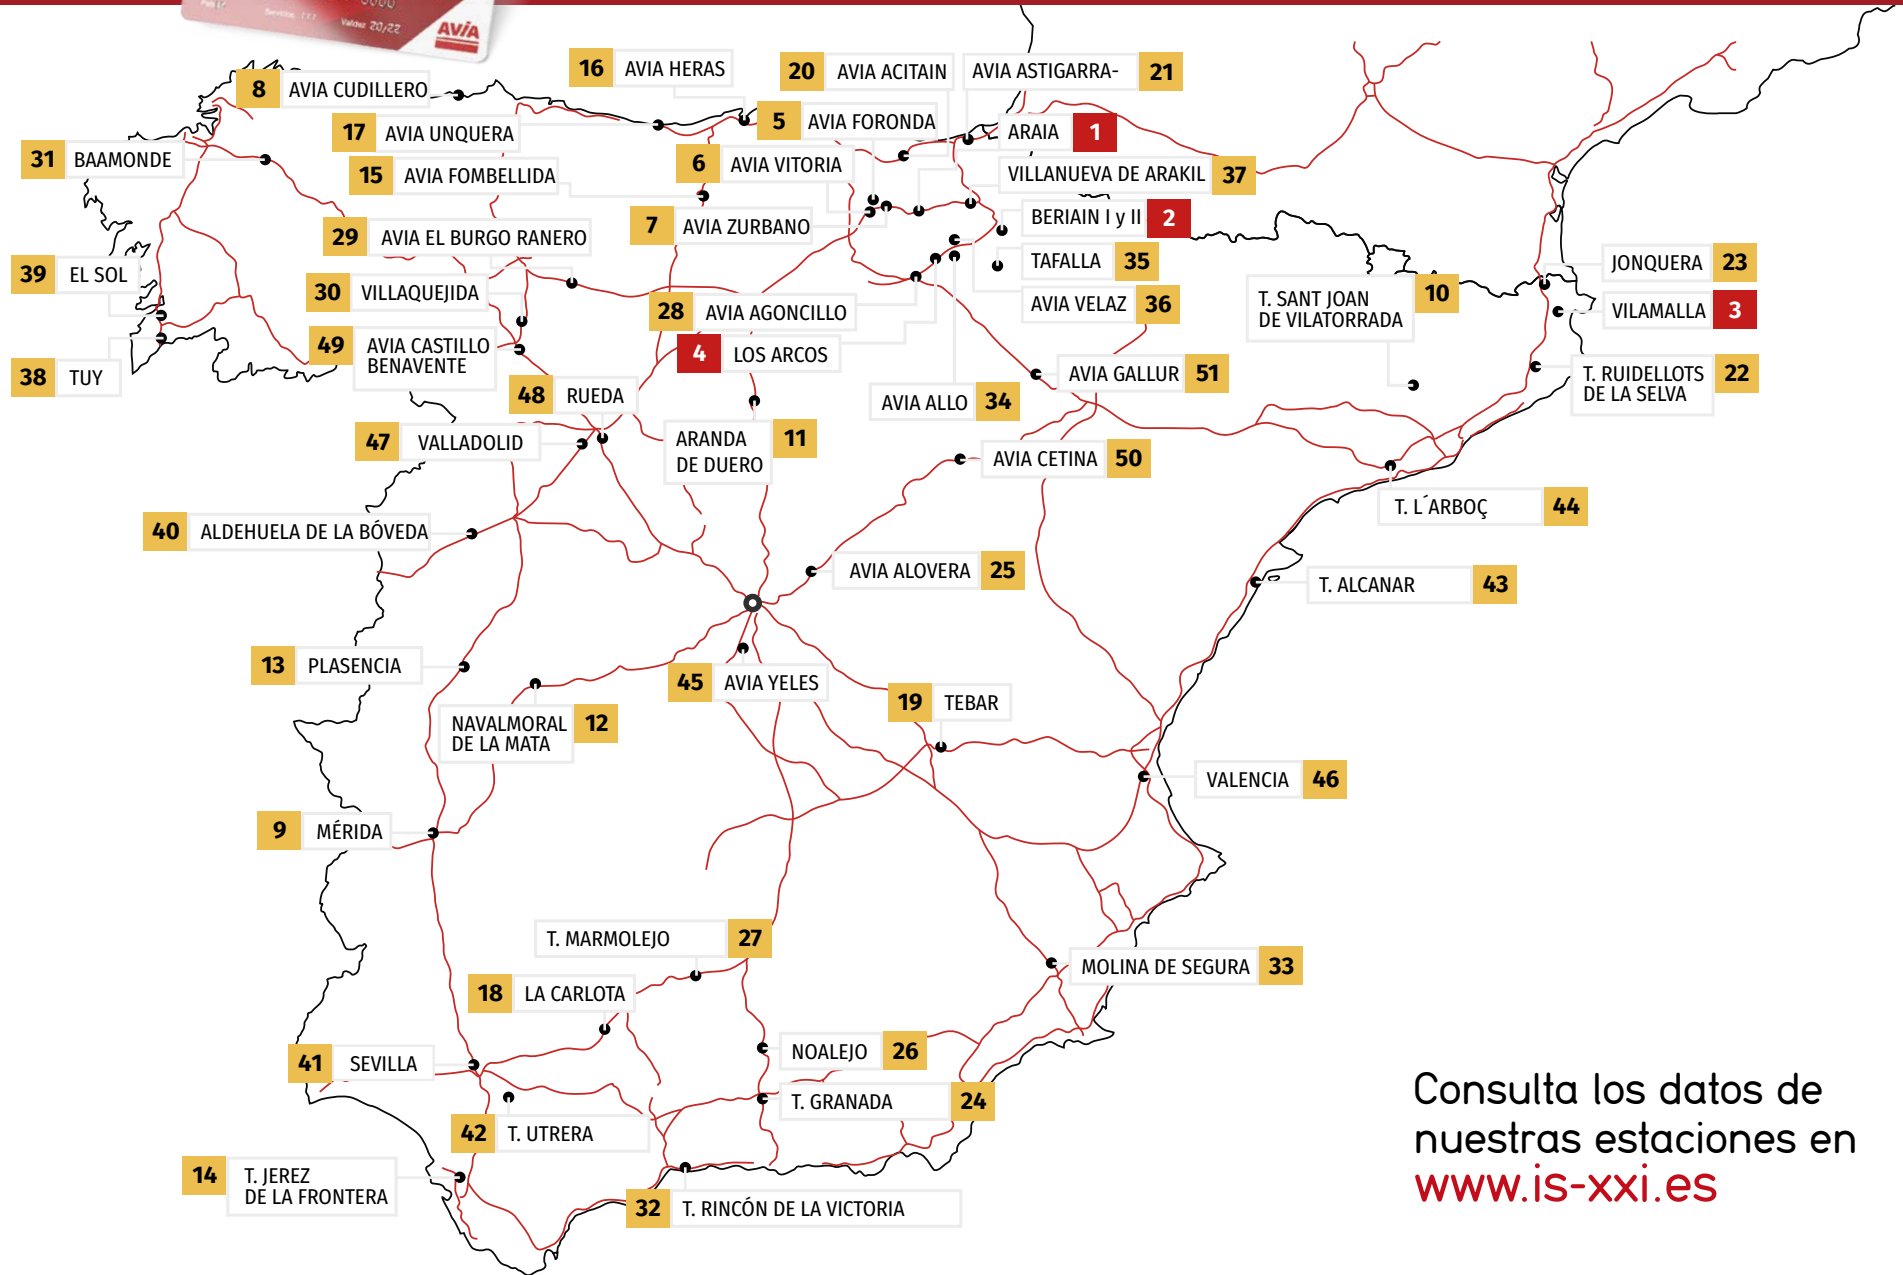 0000
Validez 20/22
AVIA
16 AVIA HERAS
20 AVIA ACITAIN
AVIA ASTIGARRA- 21
8 AVIA CUDILLERO
17 AVIA UNQUERA
5 AVIA FORONDA
ARAIA 1
31 BAAMONDE
15 AVIA FOMBELLIDA
6 AVIA VITORIA
VILLANUEVA DE ARAKIL 37
29 AVIA EL BURGO RANERO
7 AVIA ZURBANO
BERIAIN I y II 2
39 EL SOL
30 VILLAQUEJIDA
28 AVIA AGONCILLO
TAFALLA 35
AVIA VELAZ 36
T. SANT JOAN
DE VILATORRADA
10
JONQUERA 23
VILAMALLA 3
38 TUY
49 AVIA CASTILLO
BENAVENTE
4 LOS ARCOS
48 RUEDA
AVIA ALLO 34
AVIA GALLUR 51
T. RUIDELLOTS
DE LA SELVA
22
47 VALLADOLID
ARANDA
DE DUERO
11
AVIA CETINA 50
T. L´ARBOÇ 44
40 ALDEHUELA DE LA BÓVEDA
AVIA ALOVERA 25
T. ALCANAR 43
13 PLASENCIA
45 AVIA YELES
19 TEBAR
NAVALMORAL
DE LA MATA
12
VALENCIA 46
9 MÉRIDA
T. MARMOLEJO 27
MOLINA DE SEGURA 33
18 LA CARLOTA
41 SEVILLA
NOALEJO 26
T. GRANADA 24
42 T. UTRERA
14 T. JEREZ
DE LA FRONTERA
32 T. RINCÓN DE LA VICTORIA
Consulta los datos de
nuestras estaciones en
www.is-xxi.es